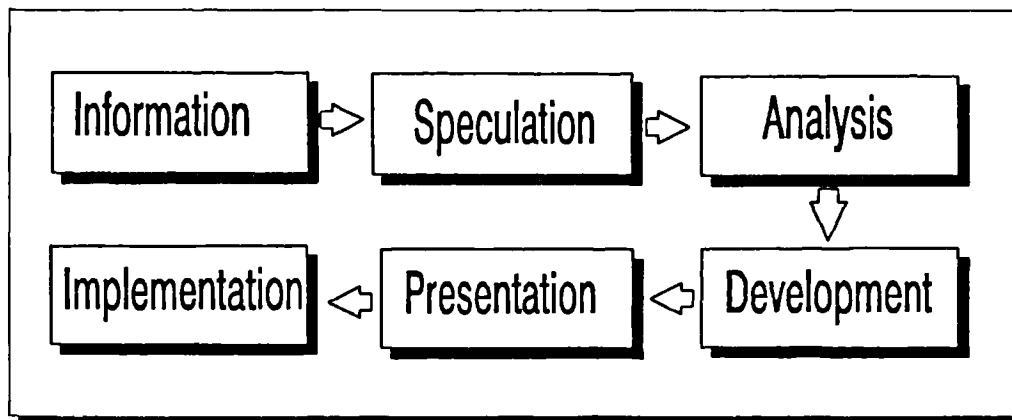 Information
Speculation
Analysis
Implementation
Presentation
Development